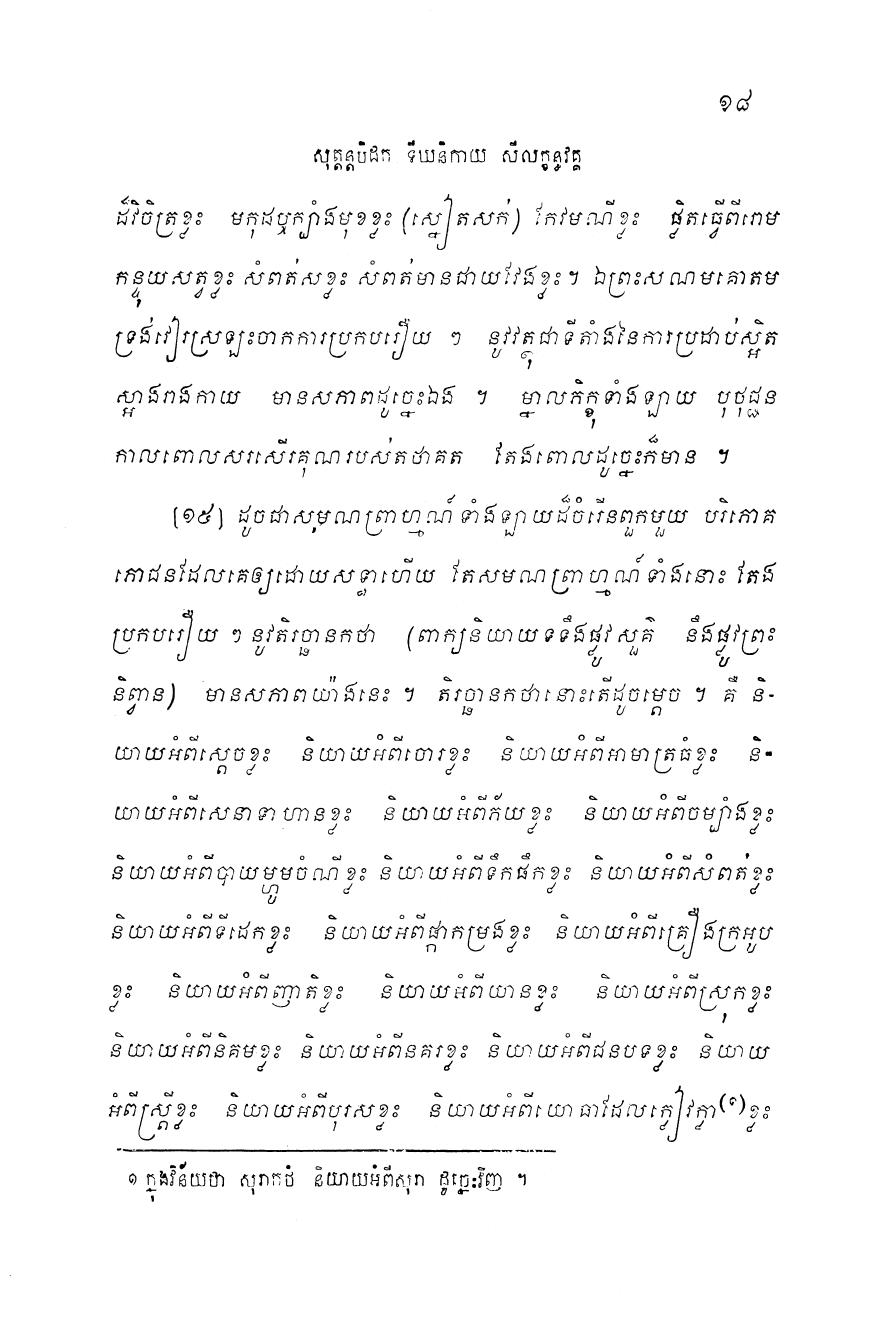 ១៨
សុត្តន្តបិដក ទីឃនិកាយ សីលក្ខន្ធវគ្គ
ដ៏វិចិត្រខ្លះ មកុដឬក្បាំងមុខខ្លះ (ស្នៀតសក់) កែវមណីខ្លះ ផ្លិតធ្វើពីរោម
កន្ទុយសត្វខ្លះ សំពត់សខ្លះ សំពត់មានជាយវែងខ្លះ។ ឯព្រះសណមគោតម
ទ្រង់វៀរស្រឡះចាកការប្រកបរឿយ ៗ នូវវត្ថុជាទីតាំងនៃការប្រដាប់ស្អិត
ស្អាងរាងកាយ មានសភាពដូច្នេះឯង ។ ម្នាលភិក្ខុទាំងឡាយ បុថុជ្ជន
កាលពោលសរសើរគុណរបស់តថាគត តែងពោលដូច្នេះក៏មាន ។
[១៥] ដូចជាសមុណព្រាហ្មណ៍ទាំងឡាយដ៏ចំរើនពួកមួយ បរិភោគ
ភោជនដែលគេឲ្យដោយសទ្ធាហើយ តែសមណព្រាហ្មណ៍ទាំងនោះ តែង
ប្រកបរឿយ ៗ នូវតិរច្ឆានកថា (ពាក្យនិយាយទទឹងផ្លូវសួគ៌ នឹងផ្លូវព្រះ
និព្វាន) មានសភាពយ៉ាងនេះ ។ តិរច្ឆានកថានោះតើដូចម្ដេច ។ គឺ និ-
យាយអំពីស្ដេចខ្លះ និយាយអំពីចោរខ្លះ និយាយអំពីអាមាត្រធំខ្លះ និ-
យាយអំពីសេនាទាហានខ្លះ និយាយអំពីភ័យខ្លះ និយាយអំពីចម្បាំងខ្លះ
និយាយអំពីបាយម្ហូមចំណីខ្លះ និយាយអំពីទឹកផឹកខ្លះ និយាយអំពីសំពត់ខ្លះ
និយាយអំពីទីដេកខ្លះ និយាយអំពីផ្កាកម្រងខ្លះ និយាយអំពីគ្រឿងក្រអូប
ខ្លះ និយាយអំពីញាតិខ្លះ និយាយអំពីយានខ្លះ និយាយអំពីស្រុកខ្លះ
និយាយអំពីនិគមខ្លះ និយាយអំពីនគរខ្លះ និយាយអំពីជនបទខ្លះ និយាយ
អំពីស្ត្រីខ្លះ និយាយអំពីបុរសខ្លះ និយាយអំពីយោធាដែលក្លៀវក្លា(១)ខ្លះ
១ ក្នុងវិន័យថា សុរាកថំ និយាយអំពីសុរា ដូច្នេះវិញ ។